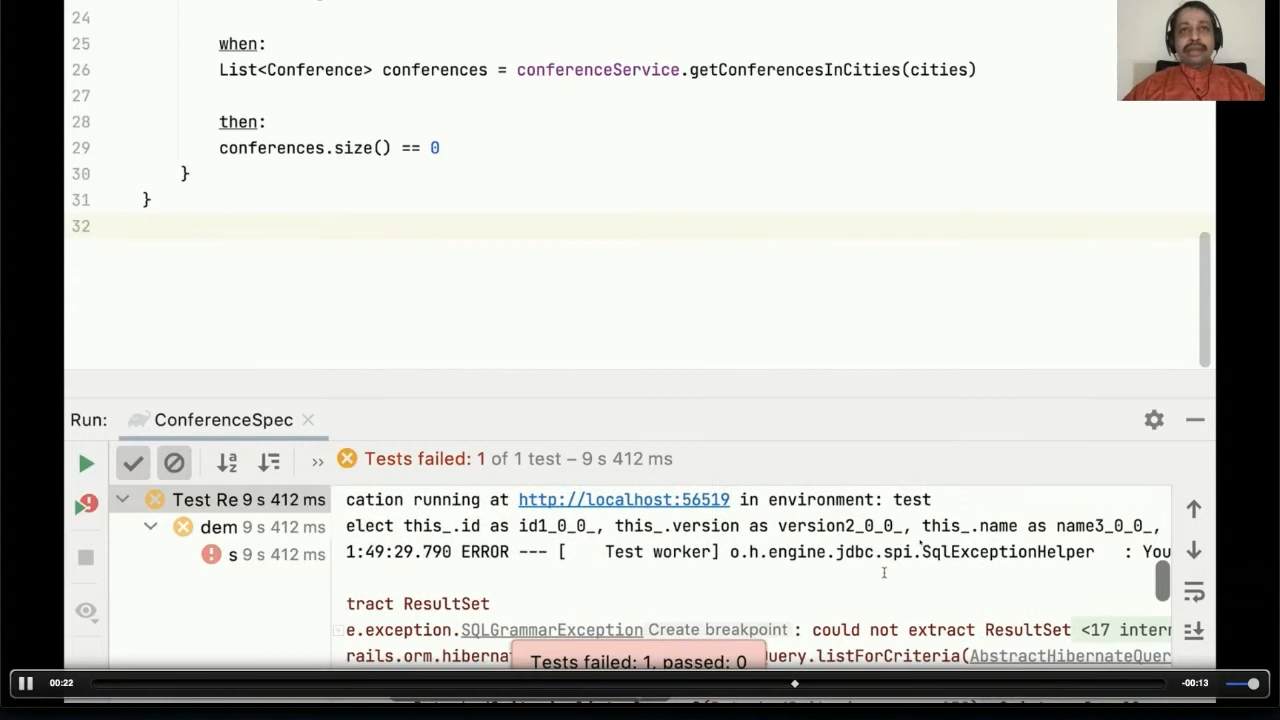 24
25 when:
26 List<Conference> conferences = conferenceService.getConferencesInCities(cities)
27
28 then:
29 conferences.size() == 0
30 }
31 }
32
Run: ConferenceSpec
Tests failed: 1 of 1 test – 9 s 412 ms
Test Re 9 s 412 ms
dem 9 s 412 ms
s 9 s 412 ms
cation running at http://localhost:56519 in environment: test
elect this_.id as id1_0_0_, this_.version as version2_0_0_, this_.name as name3_0_0_,
1:49:29.790 ERROR --- [ Test worker] o.h.engine.jdbc.spi.SqlExceptionHelper : You
tract ResultSet
e.exception.SQLGrammarException Create breakpoint : could not extract ResultSet <17 intern
rails.orm.hiberna
Tests failed: 1, passed: 0
uery.listForCriteria(AbstractHibernateQuer
00:22
-00:13